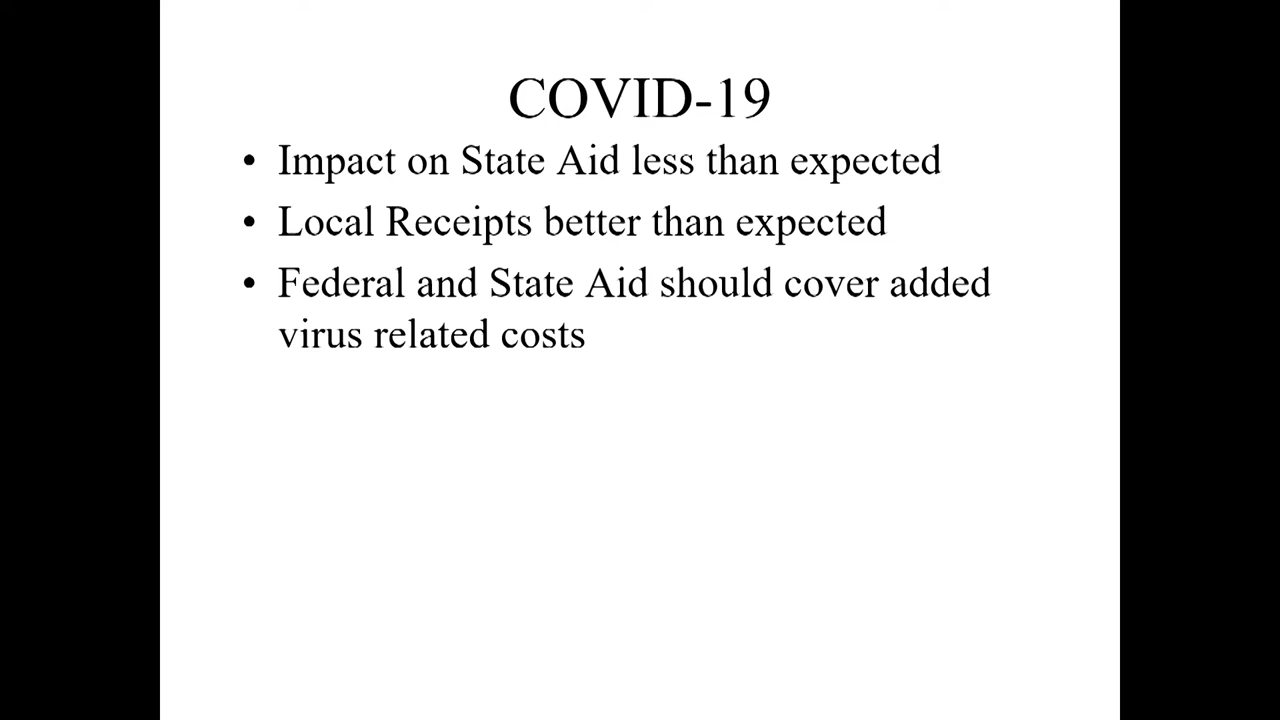 COVID-19
• Impact on State Aid less than expected
• Local Receipts better than expected
• Federal and State Aid should cover added
virus related costs